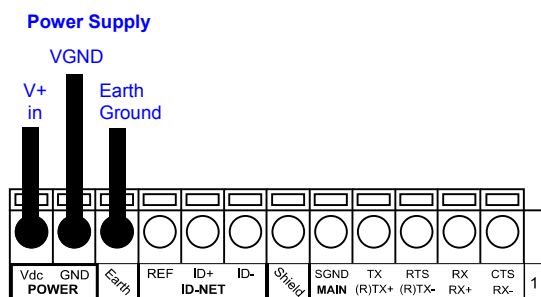 Power Supply
VGND
V+
in
Earth
Ground
Vdc GND Earth REF ID+ ID- Shield SGND TX RTS RX CTS 1
POWER ID-NET MAIN (R)TX+ (R)TX- RX+ RX-